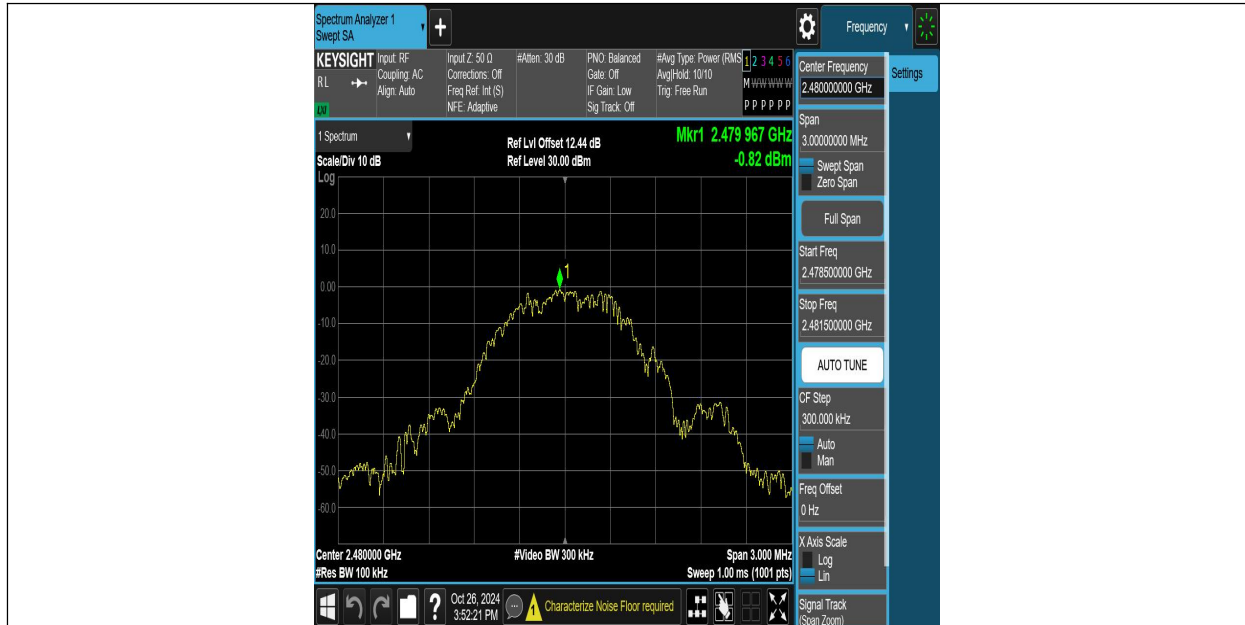 Spectrum Analyzer 1
Swept SA
+
Frequency
KEYSIGHT
RL
LXI
Input: RF
Coupling: AC
Align: Auto
Input Z: 50 Ω
Corrections: Off
Freq Ref: Int (S)
NFE: Adaptive
#Atten: 30 dB
PNO: Balanced
Gate: Off
IF Gain: Low
Sig Track: Off
#Avg Type: Power (RMS
Avg|Hold: 10/10
Trig: Free Run
1 2 3 4 5 6
M W W W W W
P P P P P P
1 Spectrum
Scale/Div 10 dB
Ref Lvl Offset 12.44 dB
Ref Level 30.00 dBm
Mkr1 2.479 967 GHz
-0.82 dBm
Log
20.0
10.0
0.00
-10.0
-20.0
-30.0
-40.0
-50.0
-60.0
1
Center 2.480000 GHz
#Res BW 100 kHz
#Video BW 300 kHz
Span 3.000 MHz
Sweep 1.00 ms (1001 pts)
Center Frequency
2.480000000 GHz
Settings
Span
3.00000000 MHz
Swept Span
Zero Span
Full Span
Start Freq
2.478500000 GHz
Stop Freq
2.481500000 GHz
AUTO TUNE
CF Step
300.000 kHz
Auto
Man
Freq Offset
0 Hz
X Axis Scale
Log
Lin
Signal Track
(Span Zoom)
?
Oct 26, 2024
3:52:21 PM
Characterize Noise Floor required